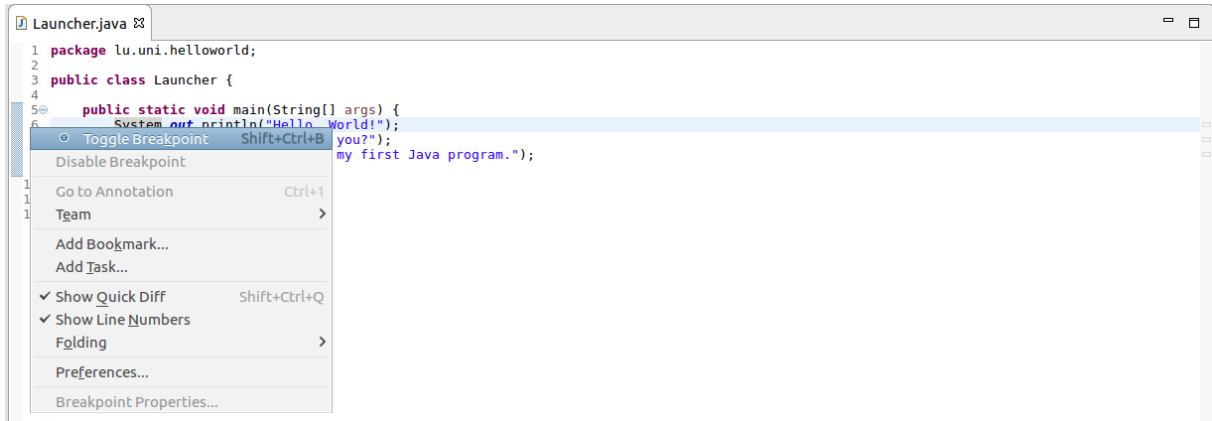 Launcher.java
1 package lu.uni.helloworld;
2
3 public class Launcher {
4
5 public static void main(String[] args) {
6 System.out.println("Hello, World!");
Toggle Breakpoint Shift+Ctrl+B you?");
Disable Breakpoint my first Java program.");
1 Go to Annotation Ctrl+1
1
1 Team
Add Bookmark...
Add Task...
Show Quick Diff Shift+Ctrl+Q
Show Line Numbers
Folding
Preferences...
Breakpoint Properties...